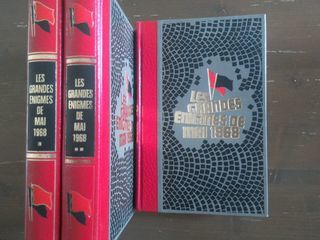 LES
GRANDES
ENIGMES
DE
MAI
1968
*
LES
GRANDES
ENIGMES
DE
MAI
1968
**
LES
GRANDES
ENIGMES DE
mai 1968